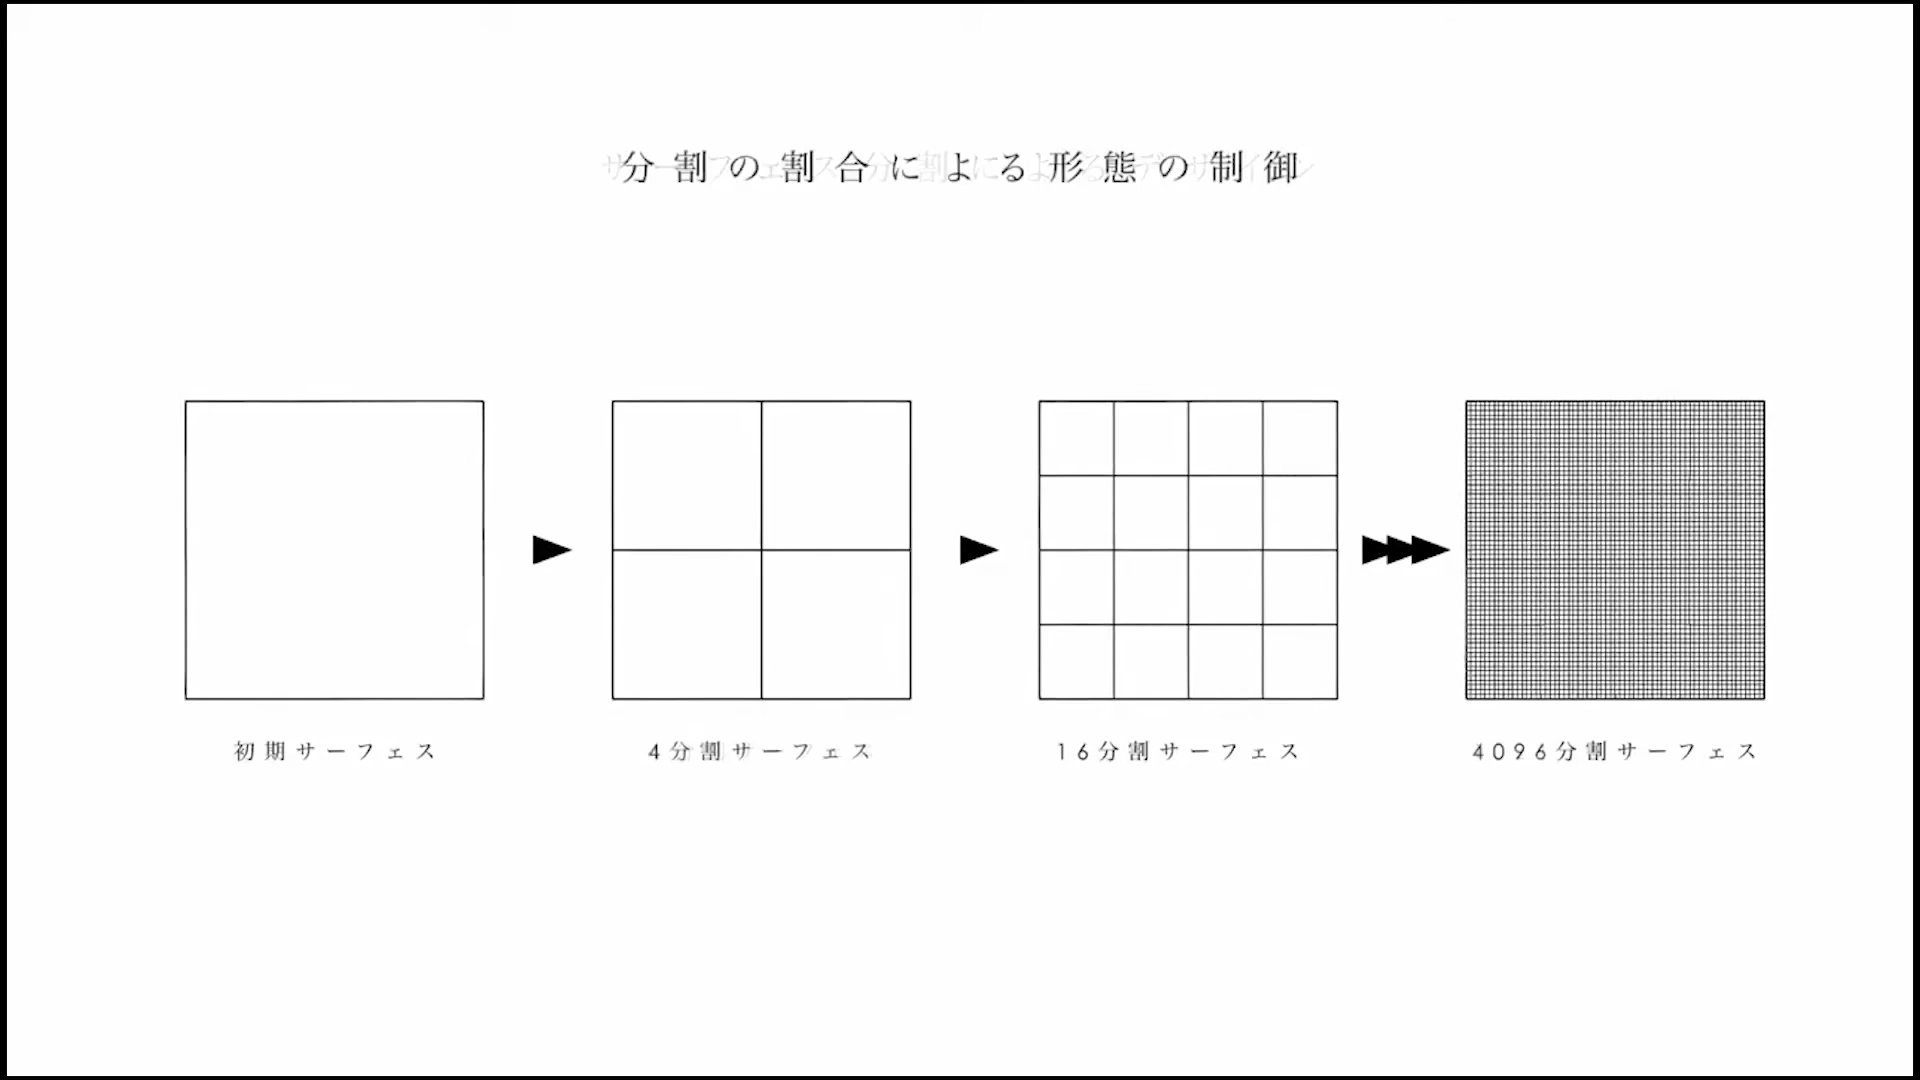 分割の割合による形態の制御
初期サーフェス
4分割サーフェス
16分割サーフェス
4096分割サーフェス